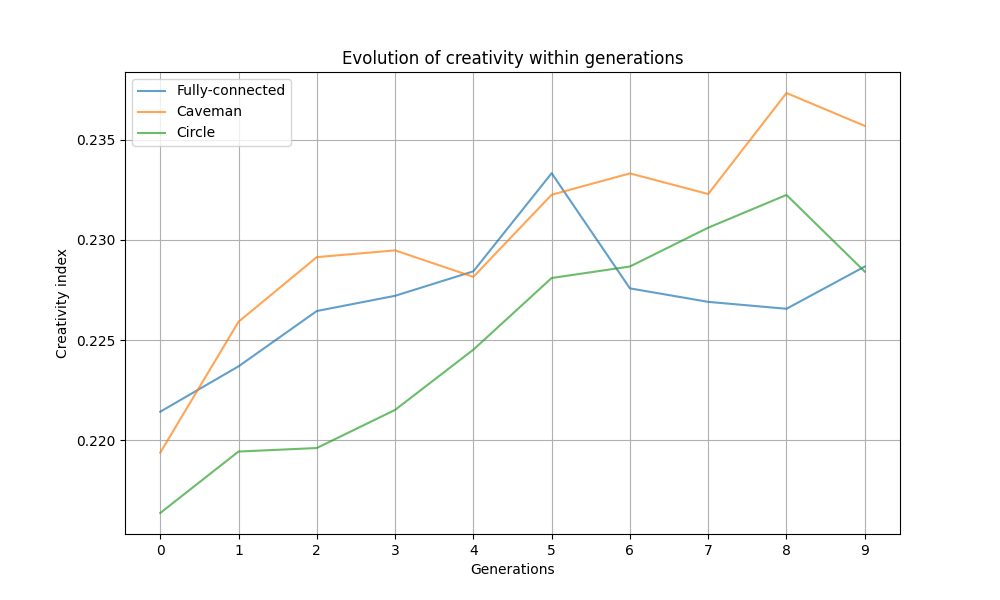 Evolution of creativity within generations
Fully-connected
Caveman
Circle
0.235
0.230
0.225
0.220
Creativity index
0 1 2 3 4 5 6 7 8 9
Generations